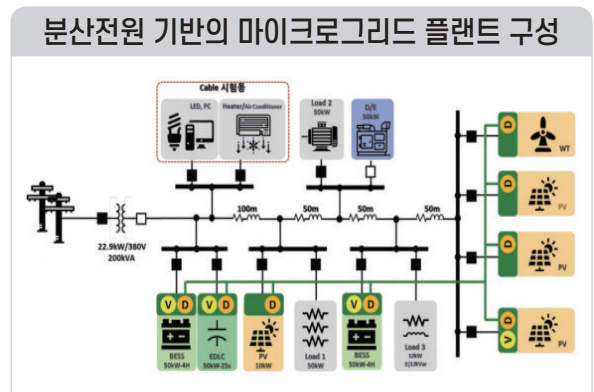 분산전원 기반의 마이크로그리드 플랜트 구성
Cable 시험동
LED, PC
Heater/Air Conditioner
Load 2
50kW
D/E
50kW
D
WT
D
PV
100m
50m
50m
50m
22.9kW/380V
200kVA
D
PV
V D
BESS
50kW-4H
V D
EDLC
30kW-25s
D
PV
10kW
Load 1
50kW
V D
BESS
50kW-4H
Load 3
12kW
D
V
PV